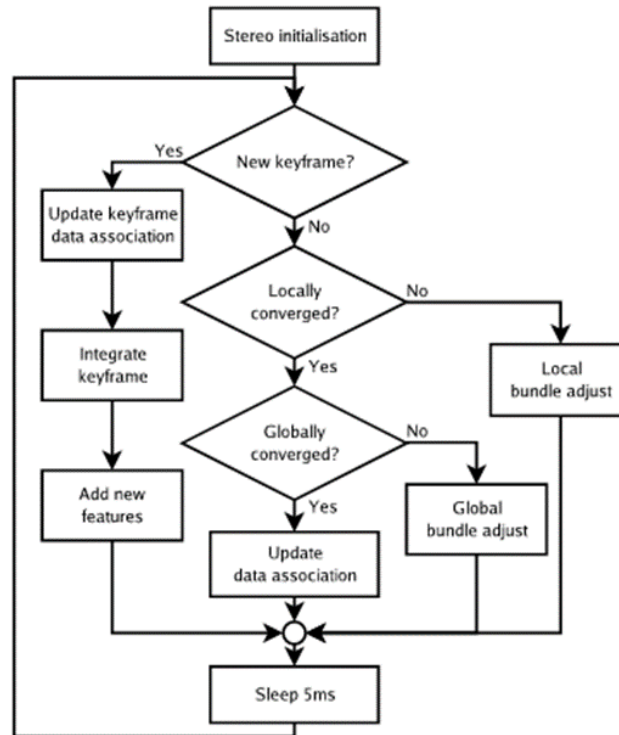 Stereo initialisation
New keyframe?
Yes
No
Update keyframe
data association
Locally
converged?
No
Yes
Integrate
keyframe
Local
bundle adjust
Globally
converged?
No
Yes
Add new
features
Global
bundle adjust
Update
data association
Sleep 5ms